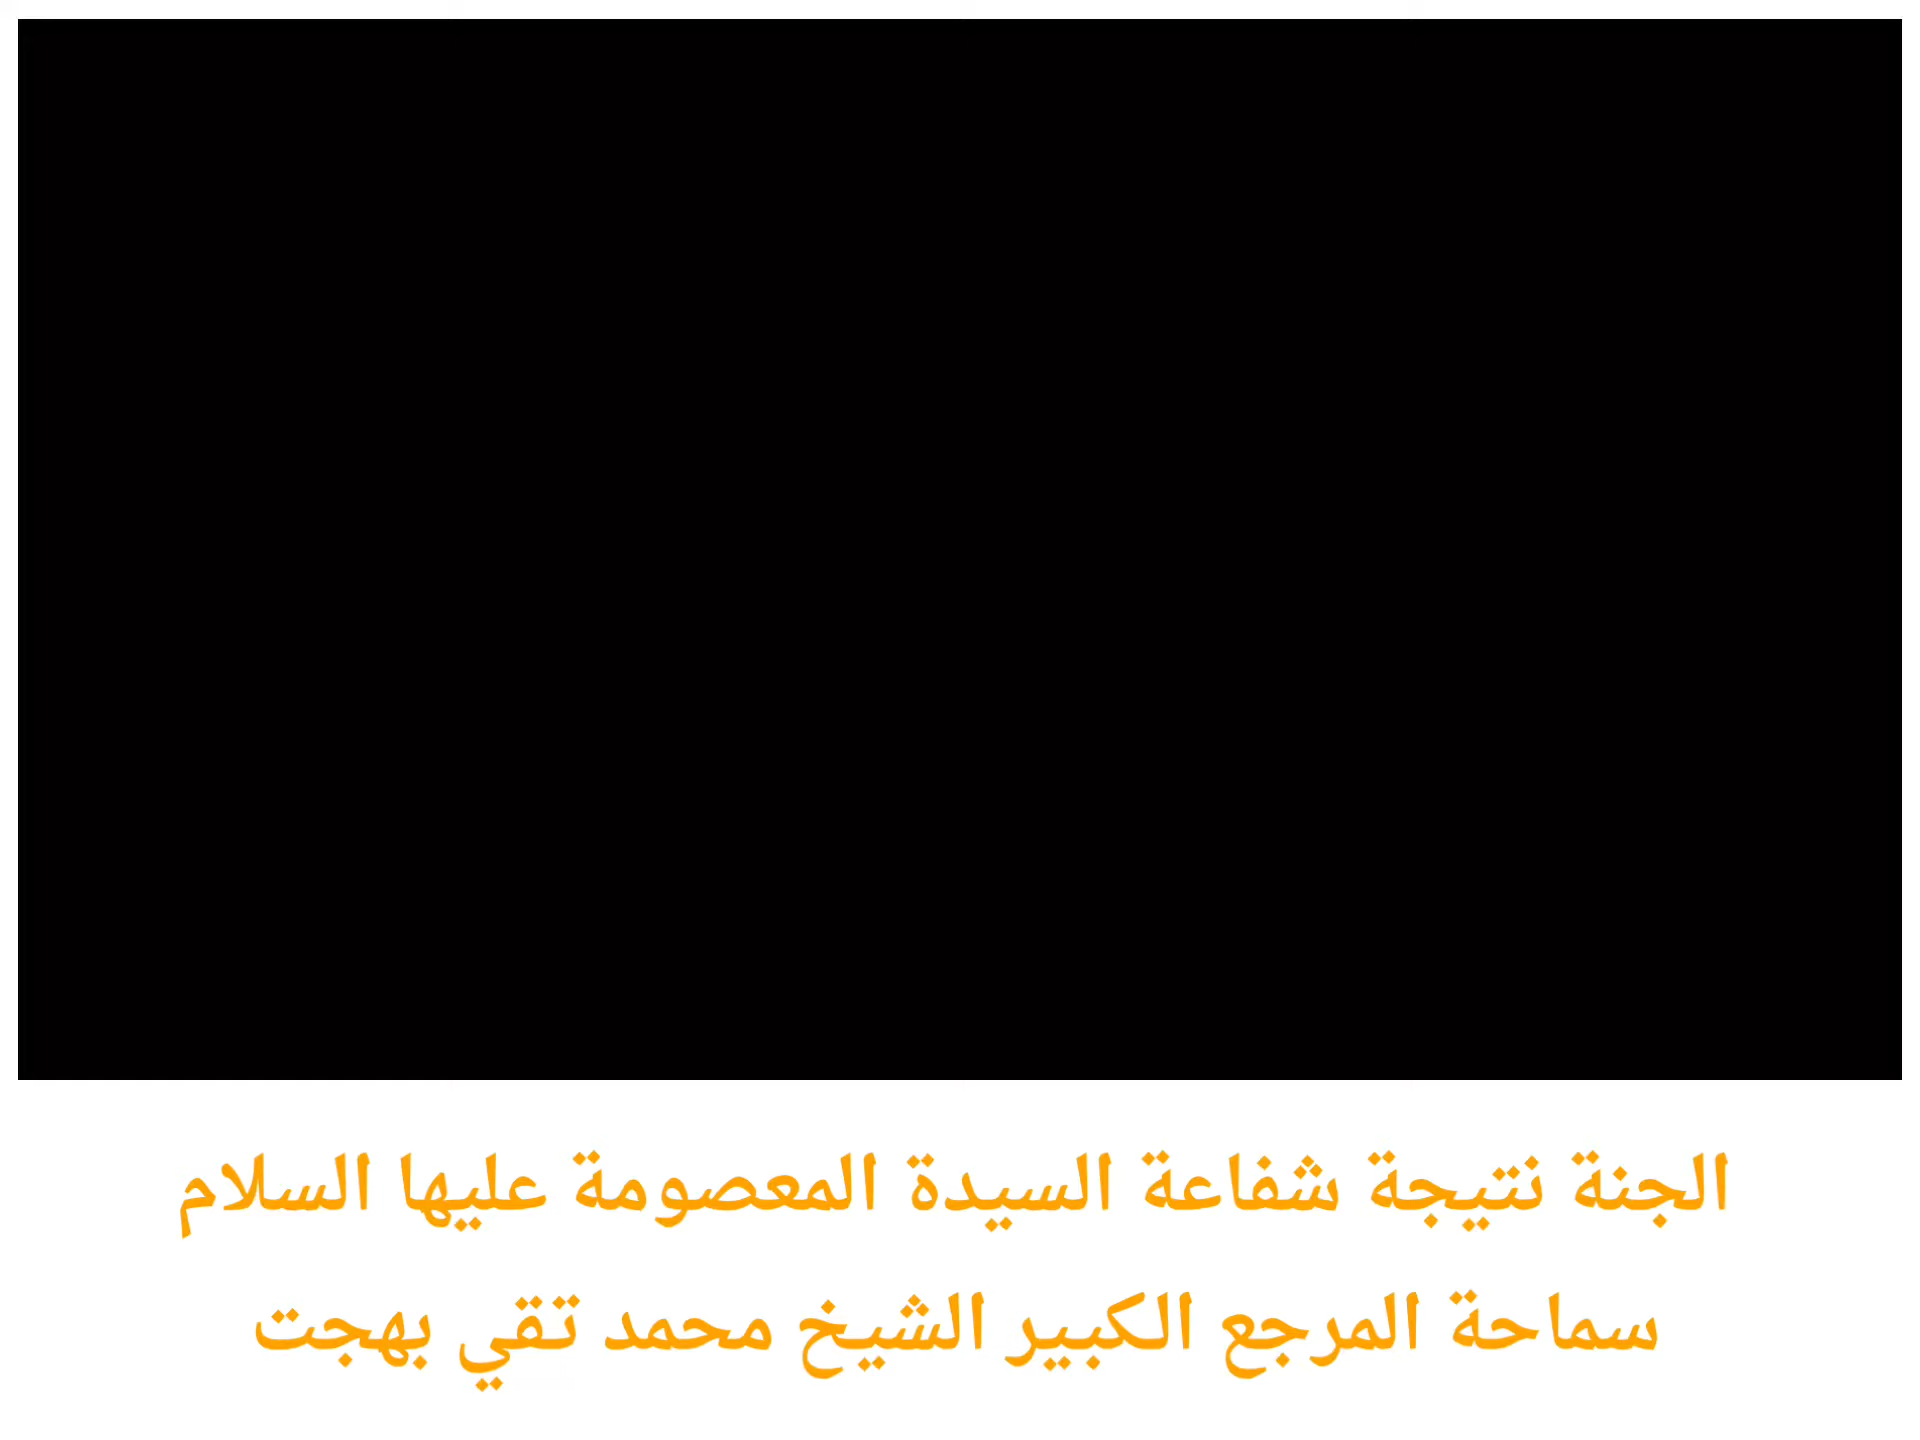 الجنة نتيجة شفاعة السيدة المعصومة عليها السلام
سماحة المرجع الكبير الشيخ محمد تقي بهجت